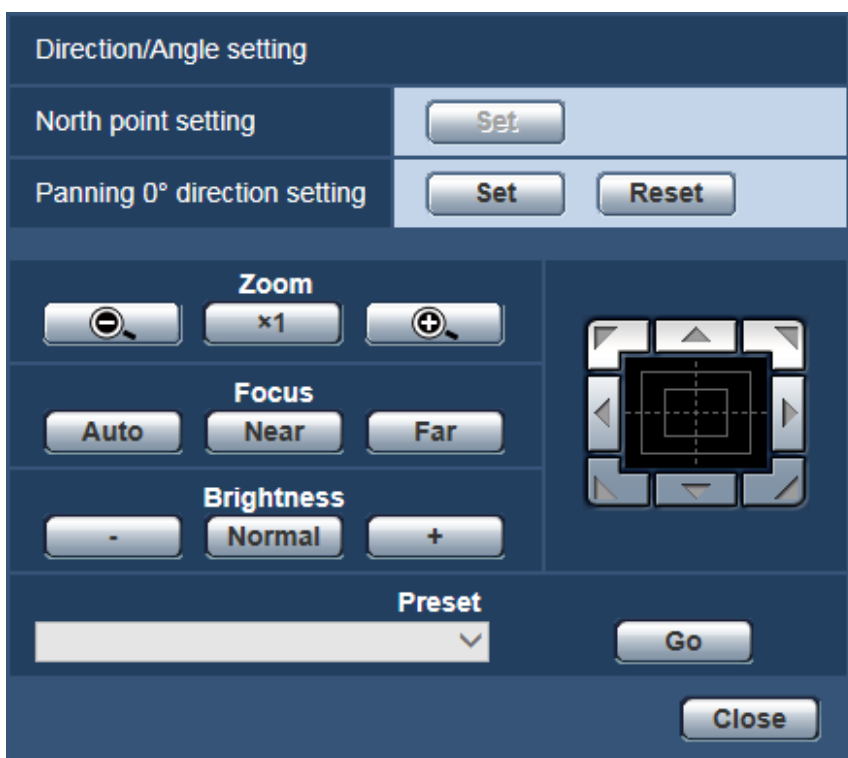 Direction/Angle setting
North point setting Set
Panning 0° direction setting Set Reset
Zoom
×1
Focus
Auto Near Far
Brightness
- Normal +
Preset
Go
Close